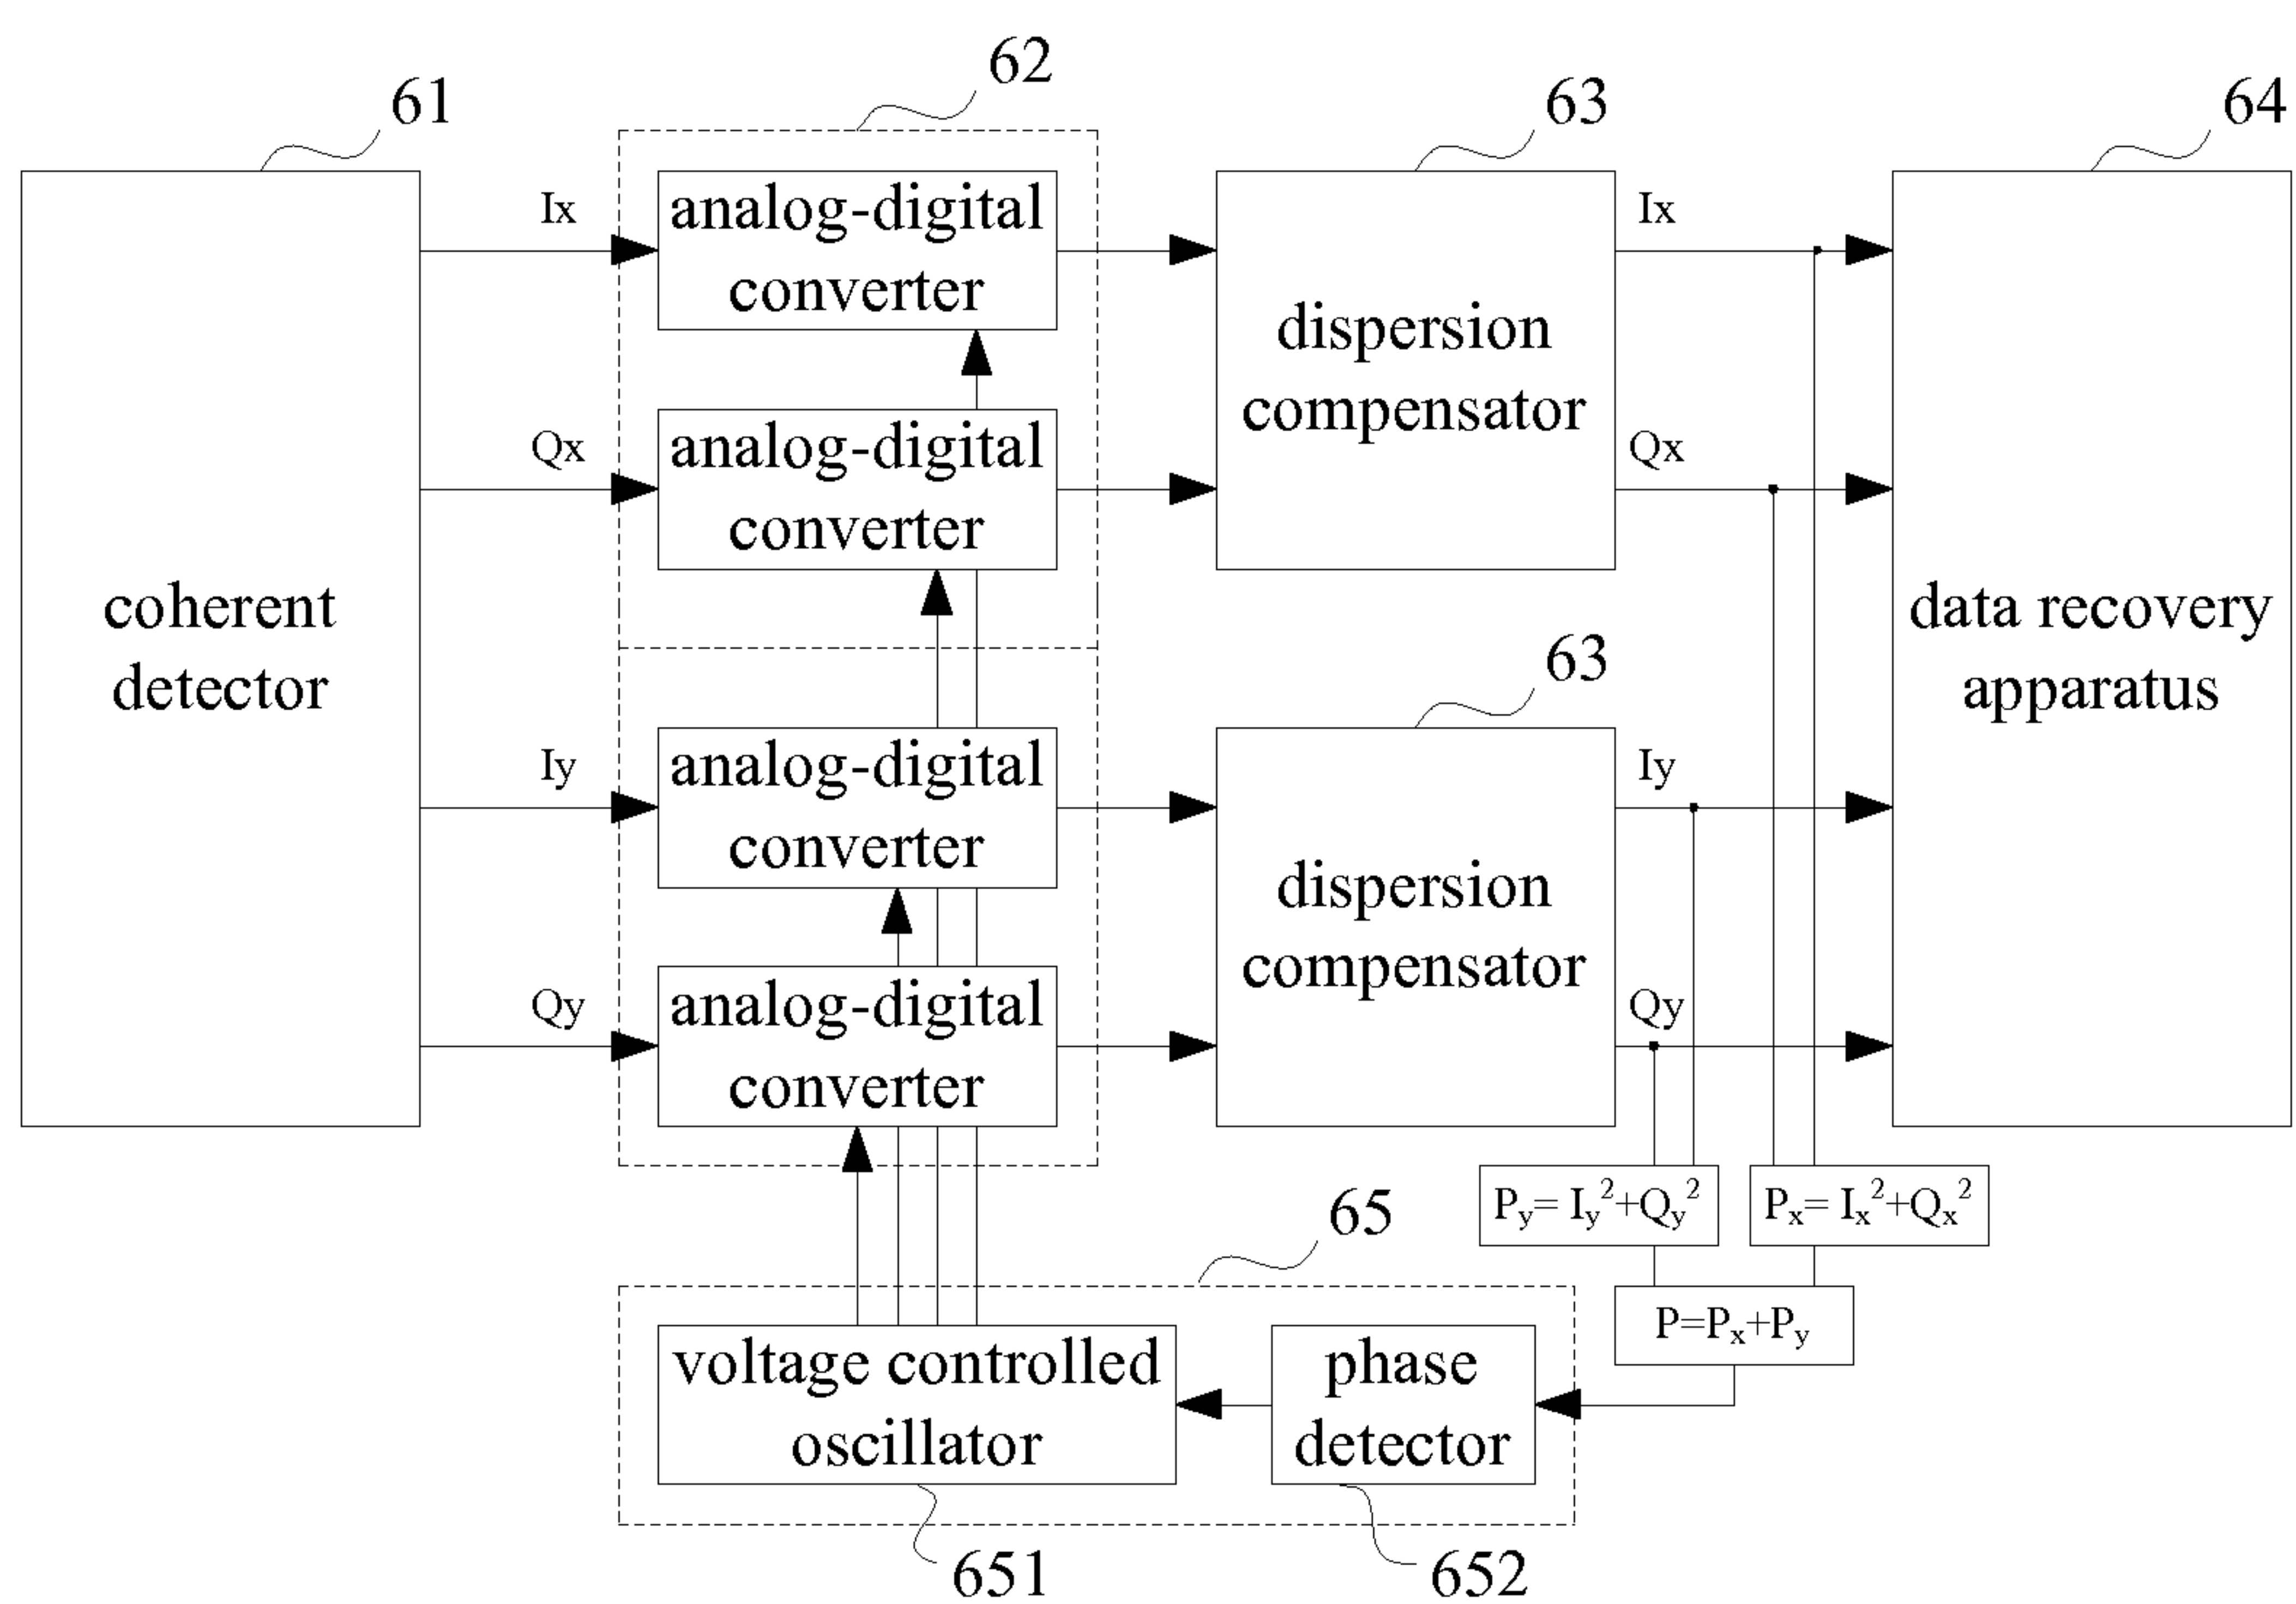 62
61
63
64
Ix
analog-digital
converter
Ix
dispersion
compensator
Qx
analog-digital
converter
Qx
coherent
detector
data recovery
apparatus
63
Iy
analog-digital
converter
Iy
dispersion
compensator
Qy
analog-digital
converter
Qy
Py= Iy²+Qy²
Px= Ix²+Qx²
65
P=Px+Py
voltage controlled
oscillator
phase
detector
651
652